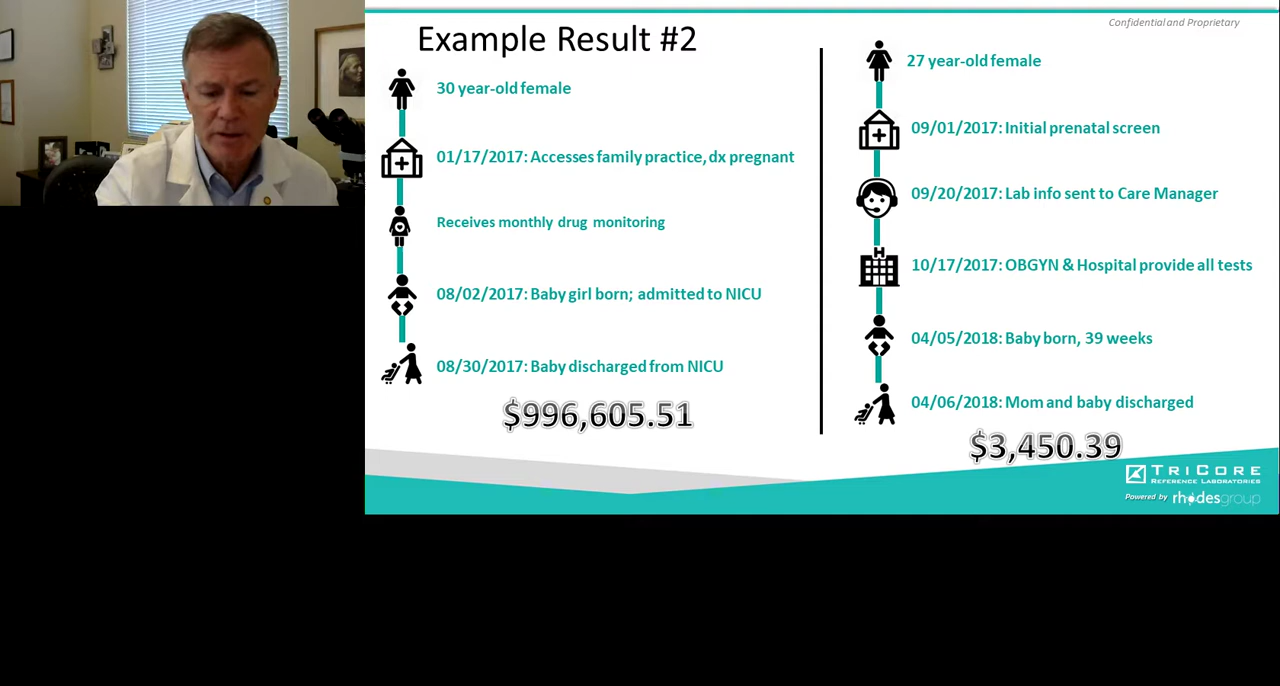 Confidential and Proprietary
Example Result #2
30 year-old female
01/17/2017: Accesses family practice, dx pregnant
Receives monthly drug monitoring
08/02/2017: Baby girl born; admitted to NICU
08/30/2017: Baby discharged from NICU
$996,605.51
27 year-old female
09/01/2017: Initial prenatal screen
09/20/2017: Lab info sent to Care Manager
H
10/17/2017: OBGYN & Hospital provide all tests
04/05/2018: Baby born, 39 weeks
04/06/2018: Mom and baby discharged
$3,450.39
TRICORE
REFERENCE LABORATORIES
Powered by rhodesgroup